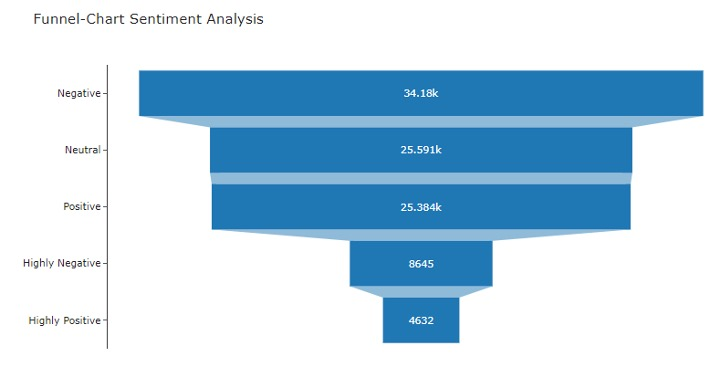 Funnel-Chart Sentiment Analysis
Negative 34.18k
Neutral 25.591k
Positive 25.384k
Highly Negative 8645
Highly Positive 4632